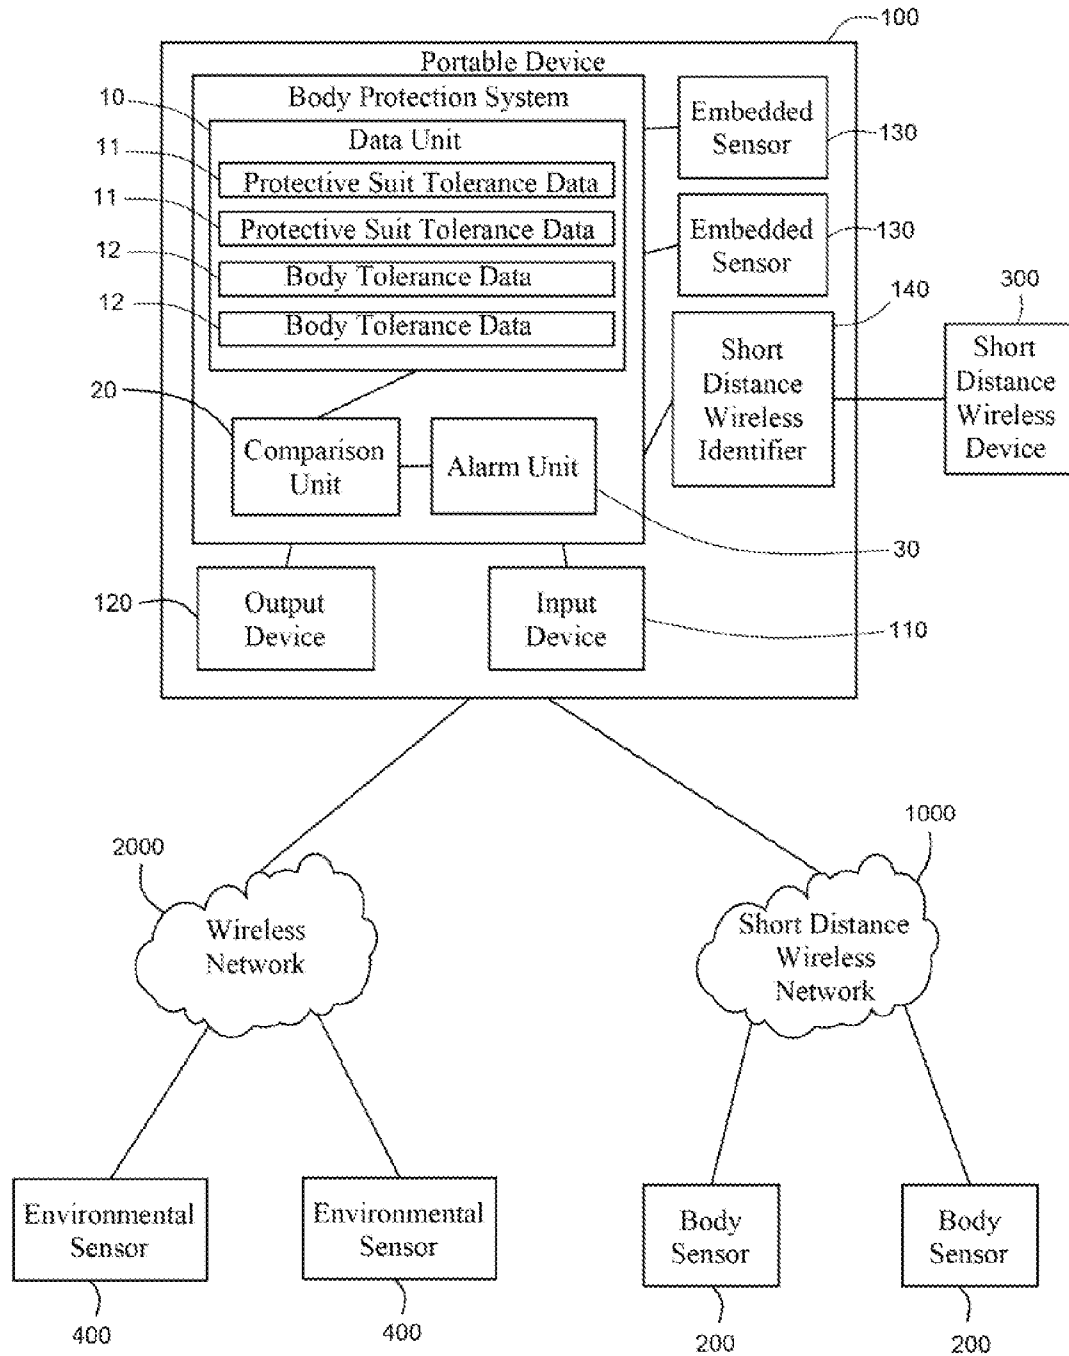 100
Portable Device
Body Protection System
10
Data Unit
11
Protective Suit Tolerance Data
11
Protective Suit Tolerance Data
12
Body Tolerance Data
12
Body Tolerance Data
Embedded
Sensor
130
Embedded
Sensor
130
140
300
Short
Distance
Wireless
Identifier
Short
Distance
Wireless
Device
20
Comparison
Unit
Alarm Unit
30
120
Output
Device
Input
Device
110
2000
Wireless
Network
1000
Short Distance
Wireless
Network
Environmental
Sensor
400
Environmental
Sensor
400
Body
Sensor
200
Body
Sensor
200